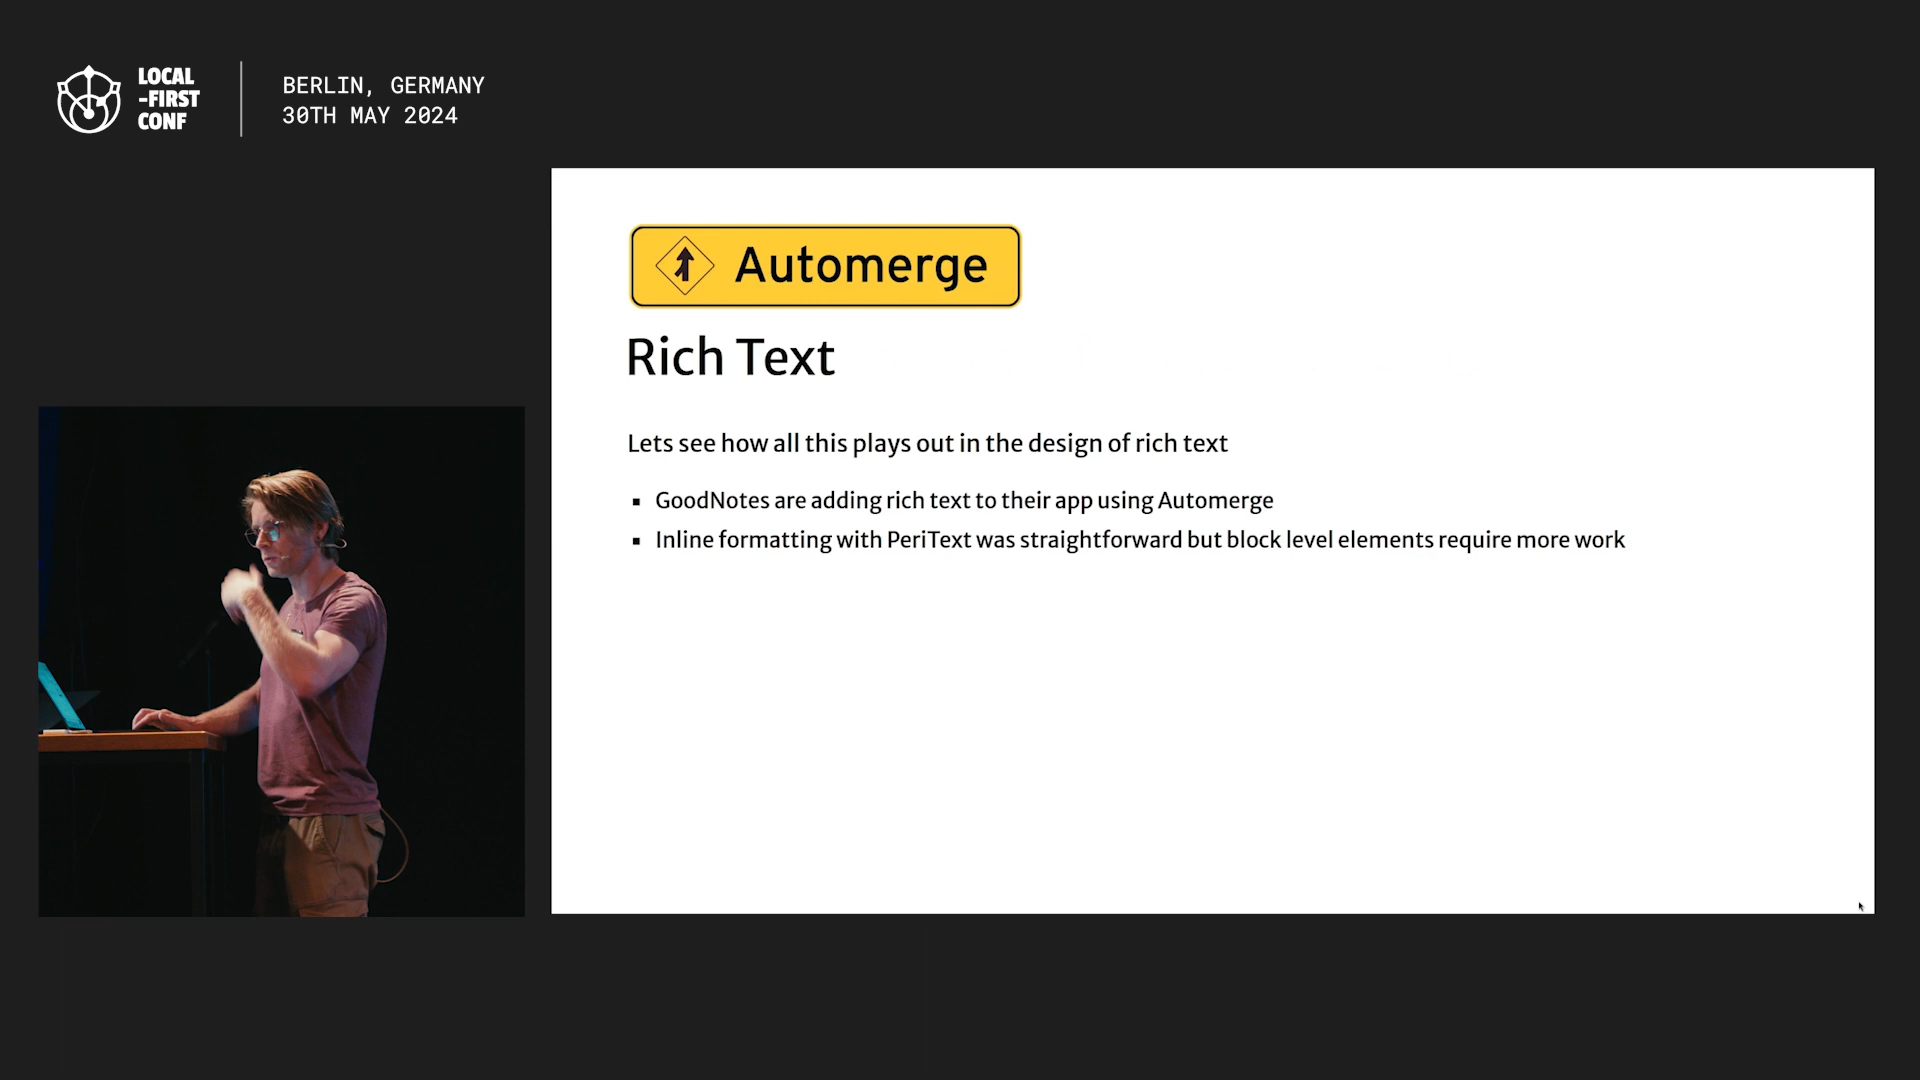 LOCAL
-FIRST
CONF
BERLIN, GERMANY
30TH MAY 2024
Automerge
Rich Text
Lets see how all this plays out in the design of rich text
▪ GoodNotes are adding rich text to their app using Automerge
▪ Inline formatting with PeriText was straightforward but block level elements require more work